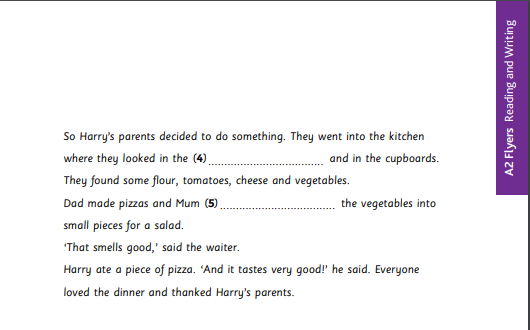 So Harry's parents decided to do something. They went into the kitchen
where they looked in the (4) ..................................... and in the cupboards.
They found some flour, tomatoes, cheese and vegetables.
Dad made pizzas and Mum (5) ..................................... the vegetables into
small pieces for a salad.
‘That smells good,’ said the waiter.
Harry ate a piece of pizza. ‘And it tastes very good!’ he said. Everyone
loved the dinner and thanked Harry's parents.
A2 Flyers Reading and Writing